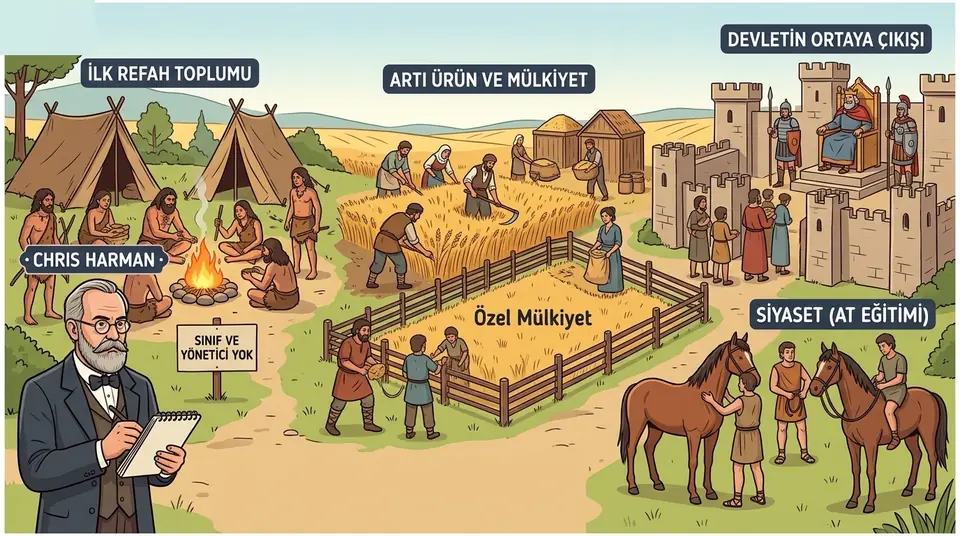 İLK REFAH TOPLUMU
ARTI ÜRÜN VE MÜLKİYET
DEVLETİN ORTAYA ÇIKIŞI
CHRIS HARMAN
SINIF VE
YÖNETİCİ YOK
Özel Mülkiyet
SİYASET (AT EĞİTİMİ)